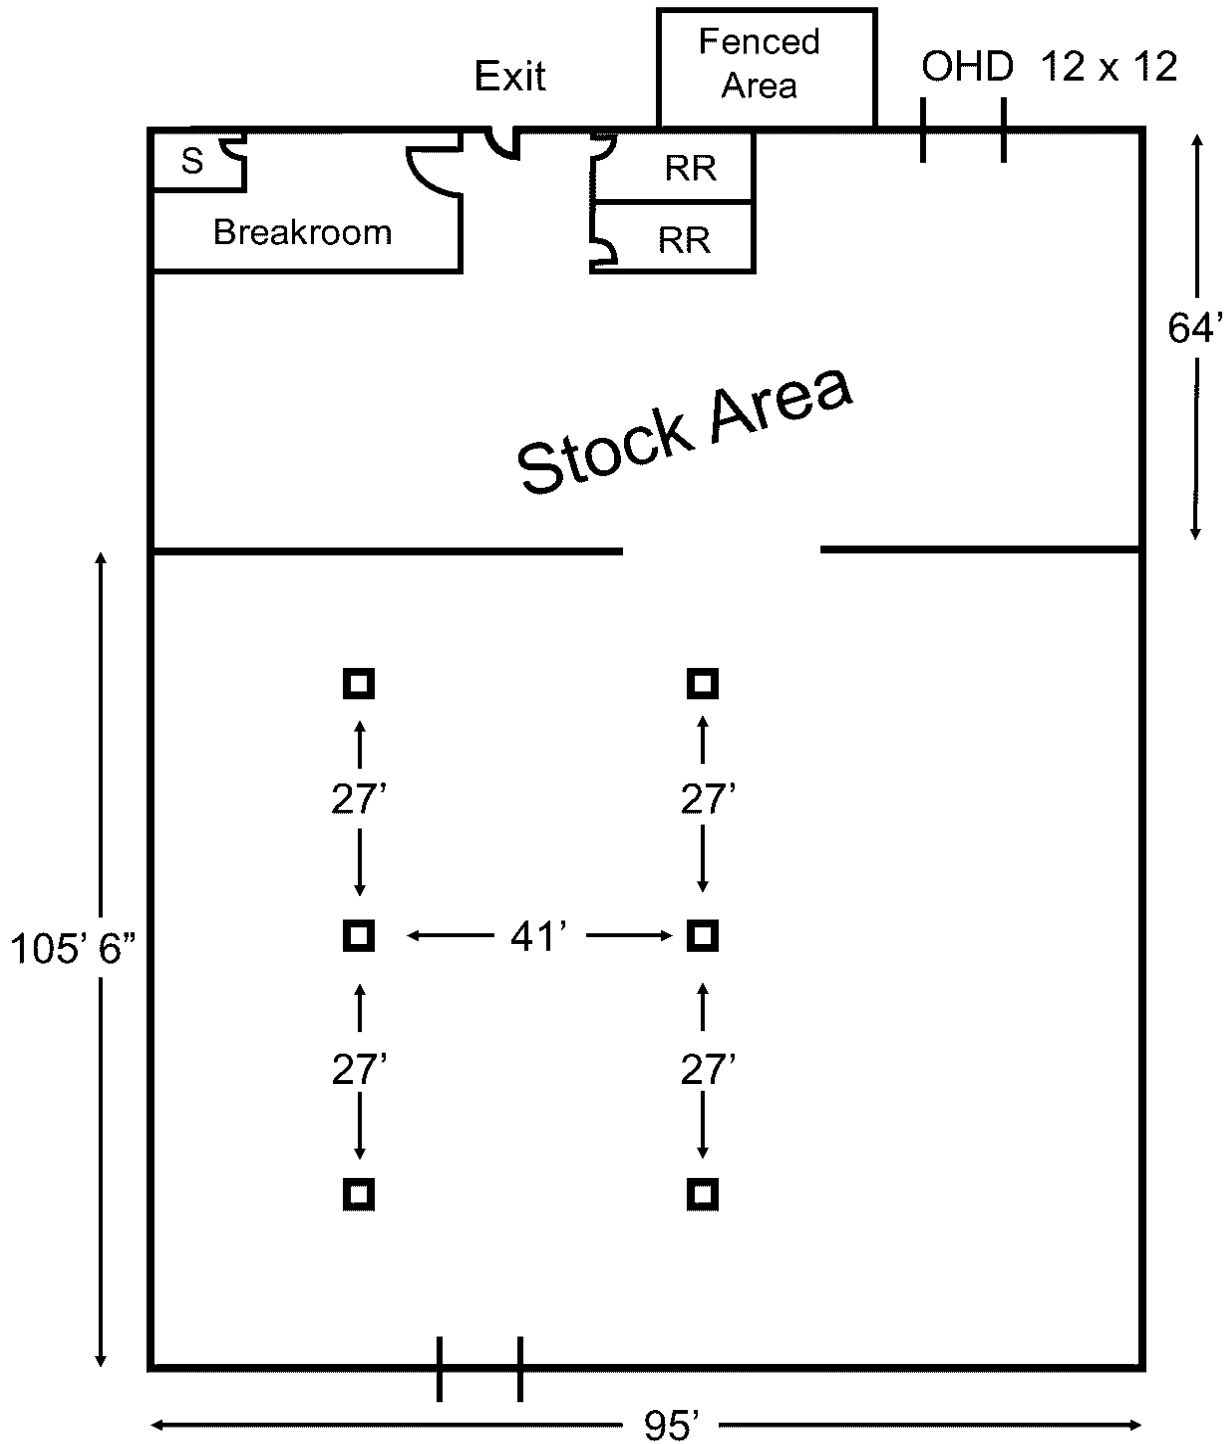 Fenced
Area
Exit
OHD 12 x 12
S
RR
Breakroom
RR
64’
Stock Area
27’
27’
105’ 6”
41’
27’
27’
95’